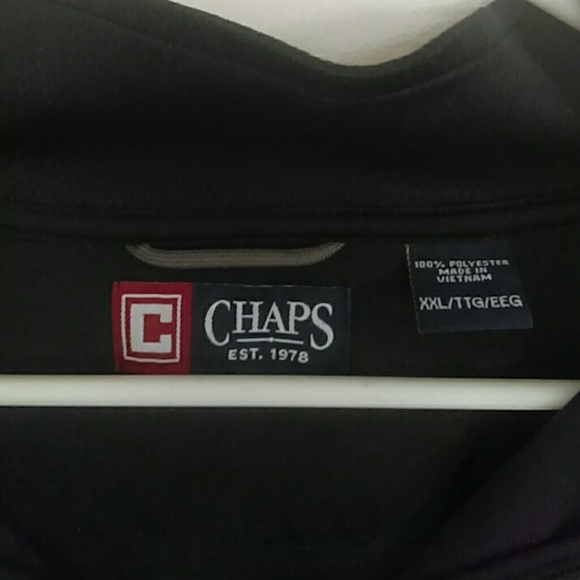 C
CHAPS
EST. 1978
100% POLYESTER
MADE IN
VIETNAM
XXL/TTG/EEG